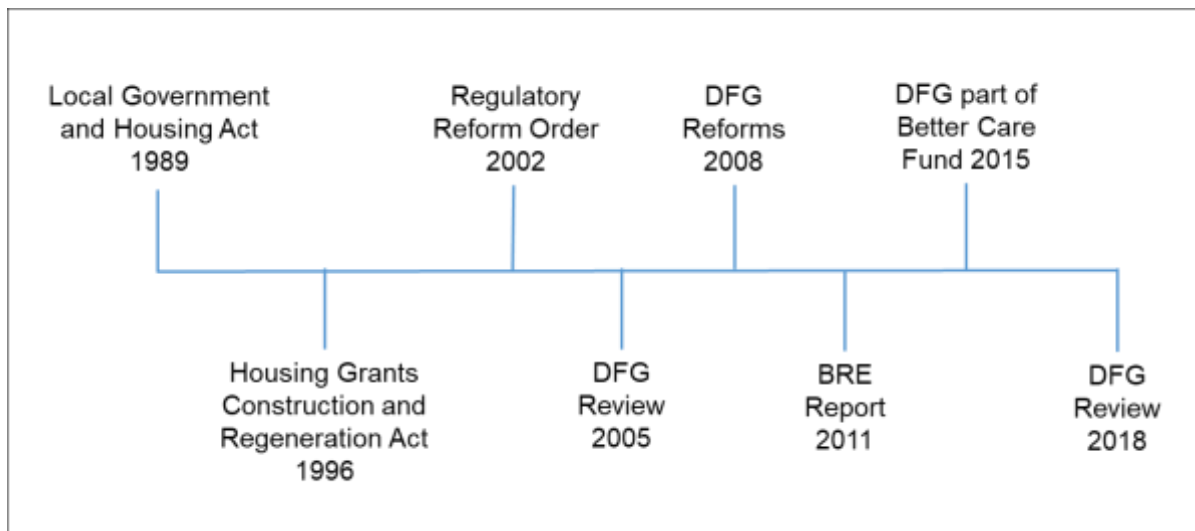 Local Government
and Housing Act
1989
Regulatory
Reform Order
2002
DFG
Reforms
2008
DFG part of
Better Care
Fund 2015
Housing Grants
Construction and
Regeneration Act
1996
DFG
Review
2005
BRE
Report
2011
DFG
Review
2018